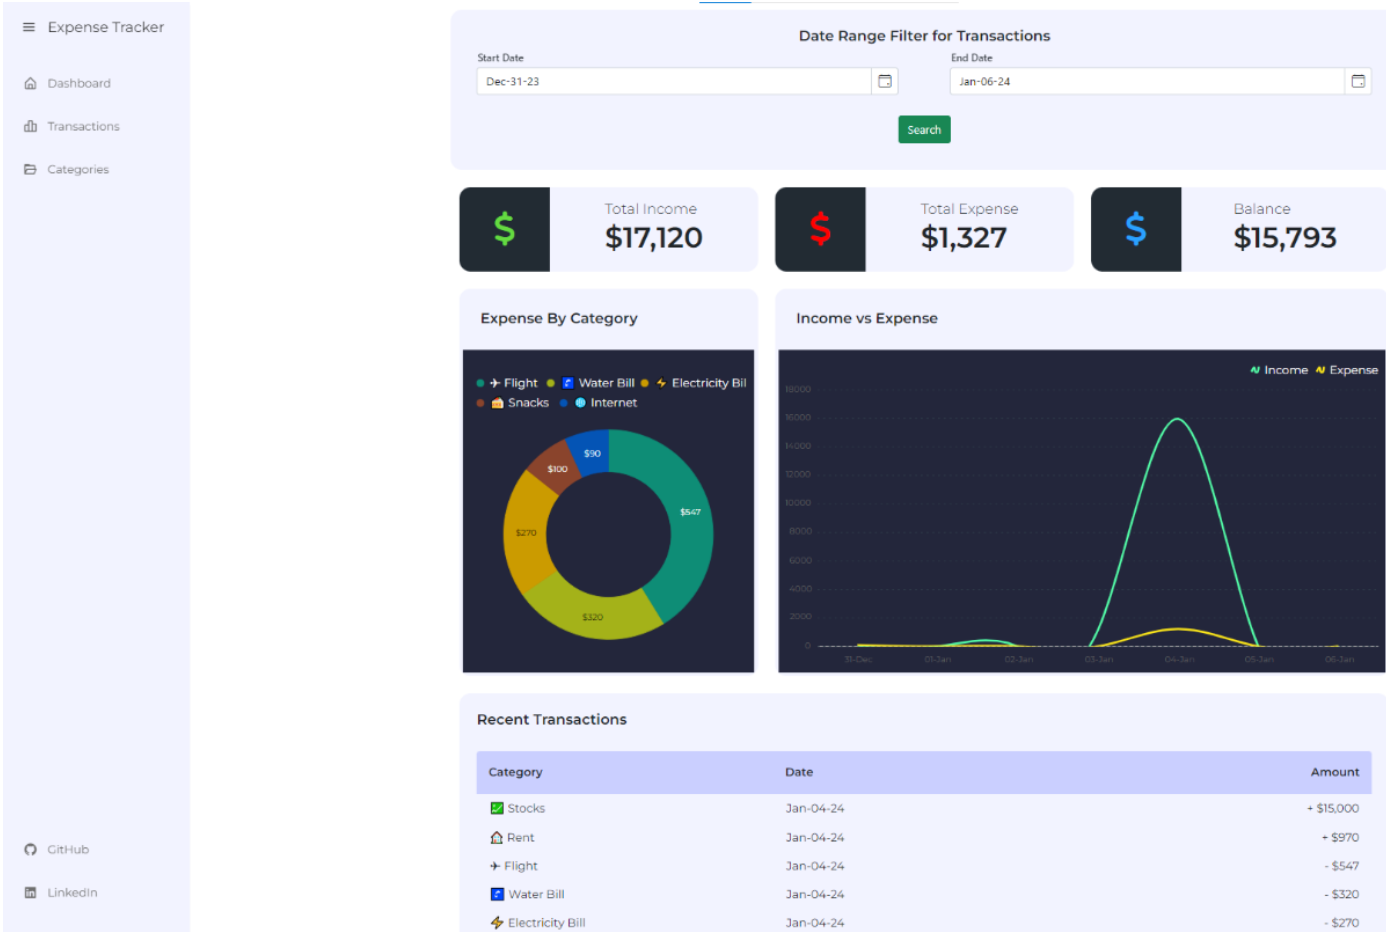 Expense Tracker
Dashboard
Transactions
Categories
GitHub
LinkedIn
Date Range Filter for Transactions
Start Date
End Date
Dec-31-23
Jan-06-24
Search
Total Income
$17,120
Total Expense
$1,327
Balance
$15,793
Expense By Category
Flight Water Bill Electricity Bil
Snacks Internet
$90
$100
$547
$270
$320
Income vs Expense
Income Expense
18000
16000
14000
12000
10000
8000
6000
4000
2000
0
31-Dec 01-Jan 02-Jan 03-Jan 04-Jan 05-Jan 06-Jan
Recent Transactions
Category Date Amount
Stocks Jan-04-24 + $15,000
Rent Jan-04-24 + $970
Flight Jan-04-24 - $547
Water Bill Jan-04-24 - $320
Electricity Bill Jan-04-24 - $270